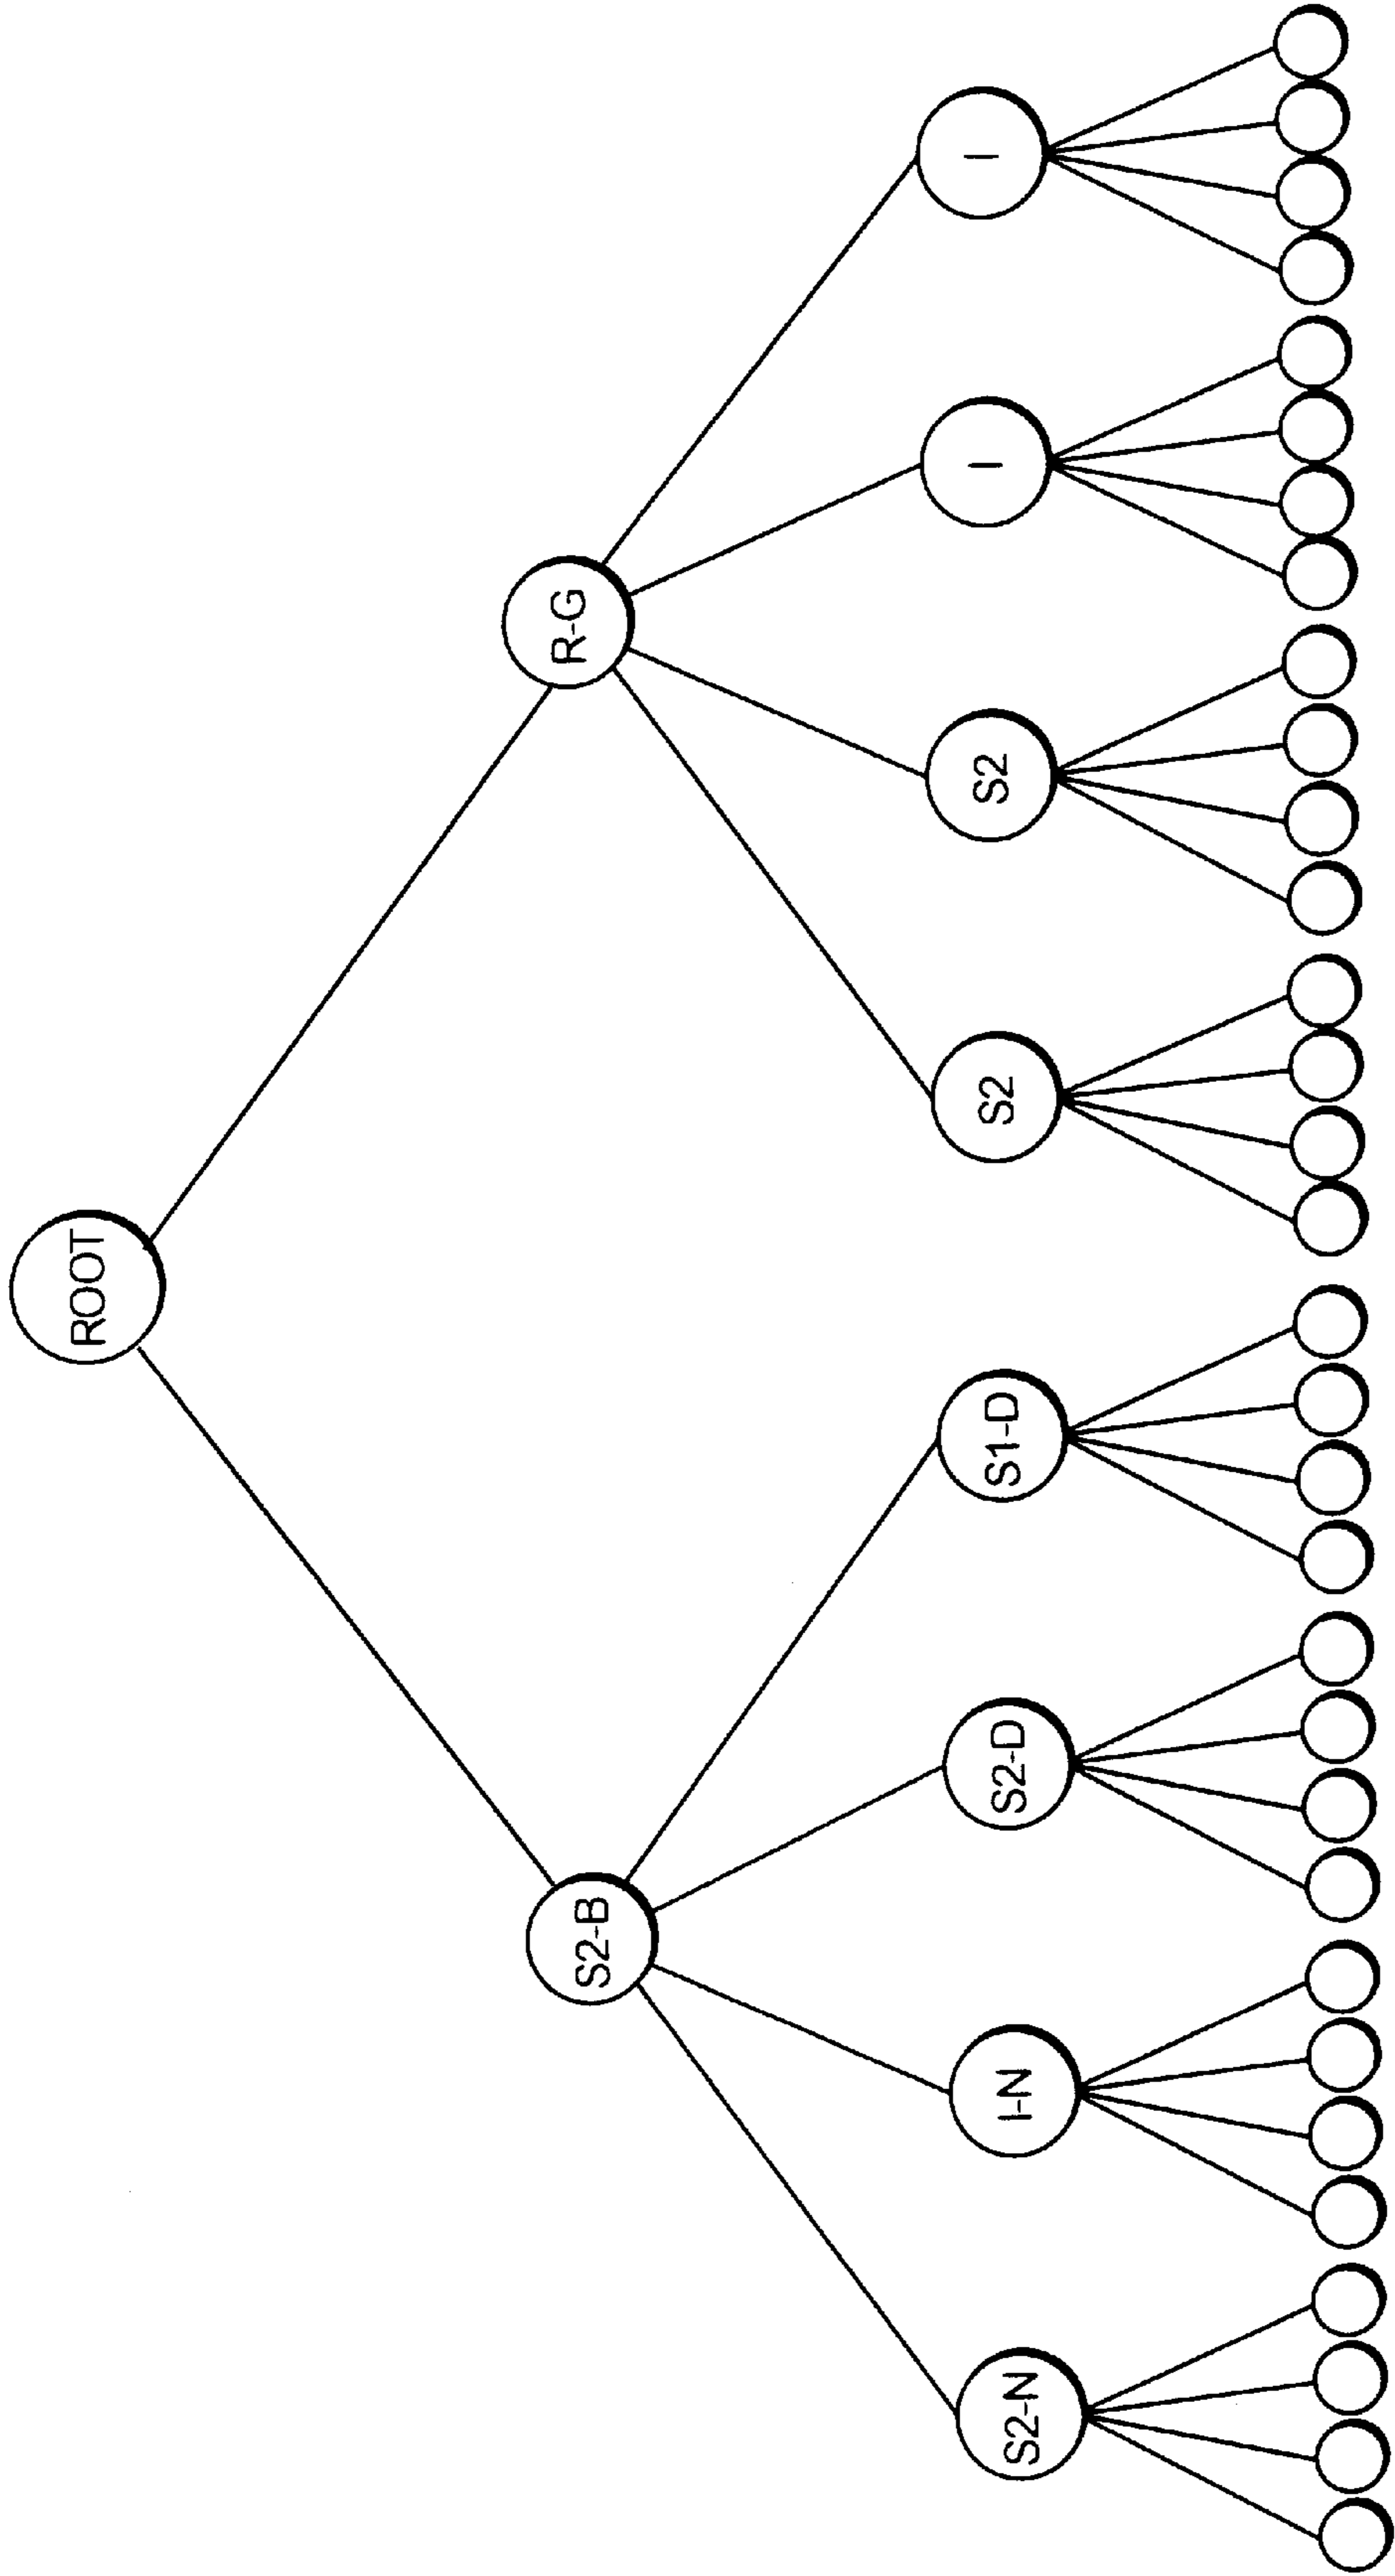 ROOT
S2-B
R-G
S2-N
I-N
S2-D
S1-D
S2
S2
I
I